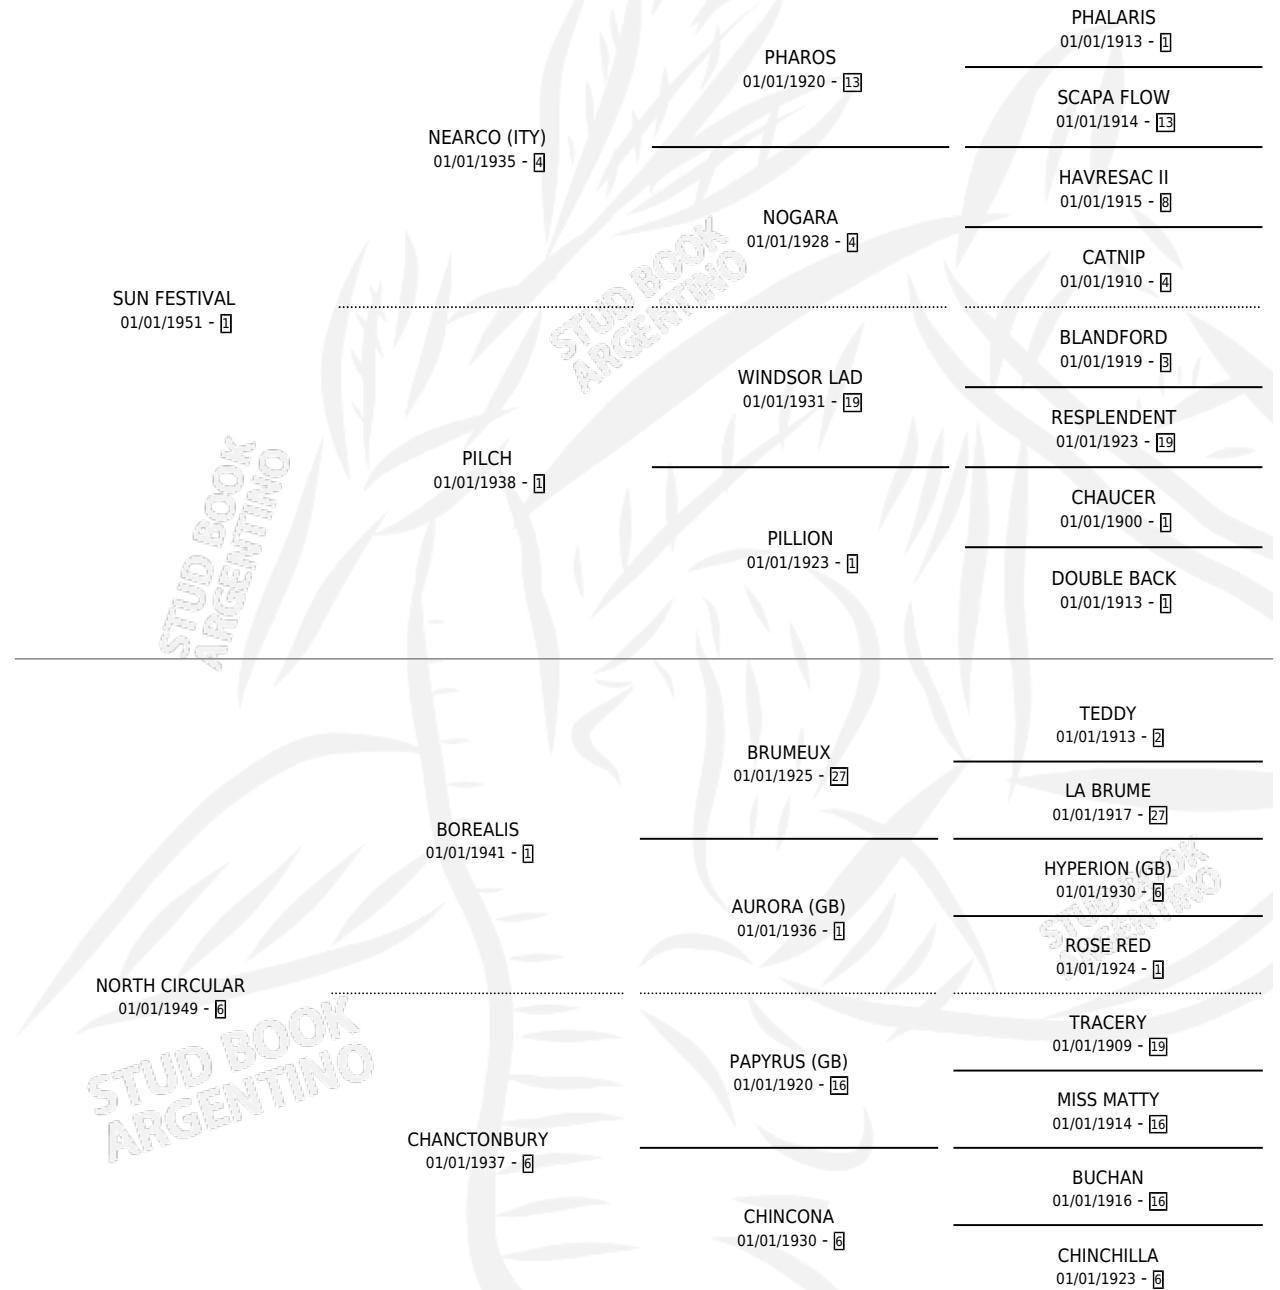 PHALARIS
01/01/1913 - 1
PHAROS
01/01/1920 - 13
SCAPA FLOW
01/01/1914 - 13
NEARCO (ITY)
01/01/1935 - 4
HAVRESAC II
01/01/1915 - 8
NOGARA
01/01/1928 - 4
CATNIP
01/01/1910 - 4
SUN FESTIVAL
01/01/1951 - 1
BLANDFORD
01/01/1919 - 3
WINDSOR LAD
01/01/1931 - 19
RESPLENDENT
01/01/1923 - 19
PILCH
01/01/1938 - 1
CHAUCER
01/01/1900 - 1
PILLION
01/01/1923 - 1
DOUBLE BACK
01/01/1913 - 1
TEDDY
01/01/1913 - 2
BRUMEUX
01/01/1925 - 27
LA BRUME
01/01/1917 - 27
BOREALIS
01/01/1941 - 1
HYPERION (GB)
01/01/1930 - 6
AURORA (GB)
01/01/1936 - 1
ROSE RED
01/01/1924 - 1
NORTH CIRCULAR
01/01/1949 - 6
TRACERY
01/01/1909 - 19
PAPYRUS (GB)
01/01/1920 - 16
MISS MATTY
01/01/1914 - 16
CHANCTONBURY
01/01/1937 - 6
BUCHAN
01/01/1916 - 16
CHINCONA
01/01/1930 - 6
CHINCHILLA
01/01/1923 - 6
STUD BOOK
ARGENTINO
STUD BOOK
ARGENTINO
STUD BOOK
ARGENTINO
STUD BOOK
ARGENTINO